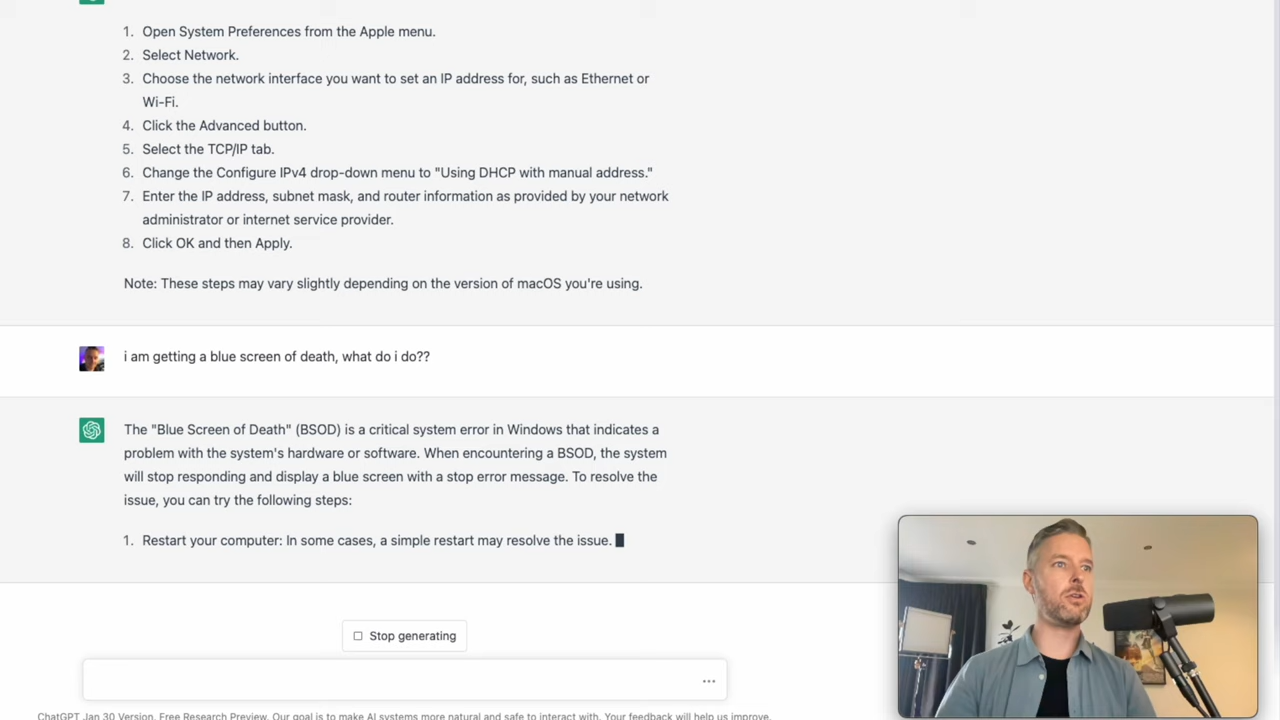 1. Open System Preferences from the Apple menu.
2. Select Network.
3. Choose the network interface you want to set an IP address for, such as Ethernet or
Wi-Fi.
4. Click the Advanced button.
5. Select the TCP/IP tab.
6. Change the Configure IPv4 drop-down menu to "Using DHCP with manual address."
7. Enter the IP address, subnet mask, and router information as provided by your network
administrator or internet service provider.
8. Click OK and then Apply.
Note: These steps may vary slightly depending on the version of macOS you're using.
i am getting a blue screen of death, what do i do??
The "Blue Screen of Death" (BSOD) is a critical system error in Windows that indicates a
problem with the system's hardware or software. When encountering a BSOD, the system
will stop responding and display a blue screen with a stop error message. To resolve the
issue, you can try the following steps:
1. Restart your computer: In some cases, a simple restart may resolve the issue.
Stop generating
ChatGPT Jan 30 Version. Free Research Preview. Our goal is to make AI systems more natural and safe to interact with. Your feedback will help us improve.